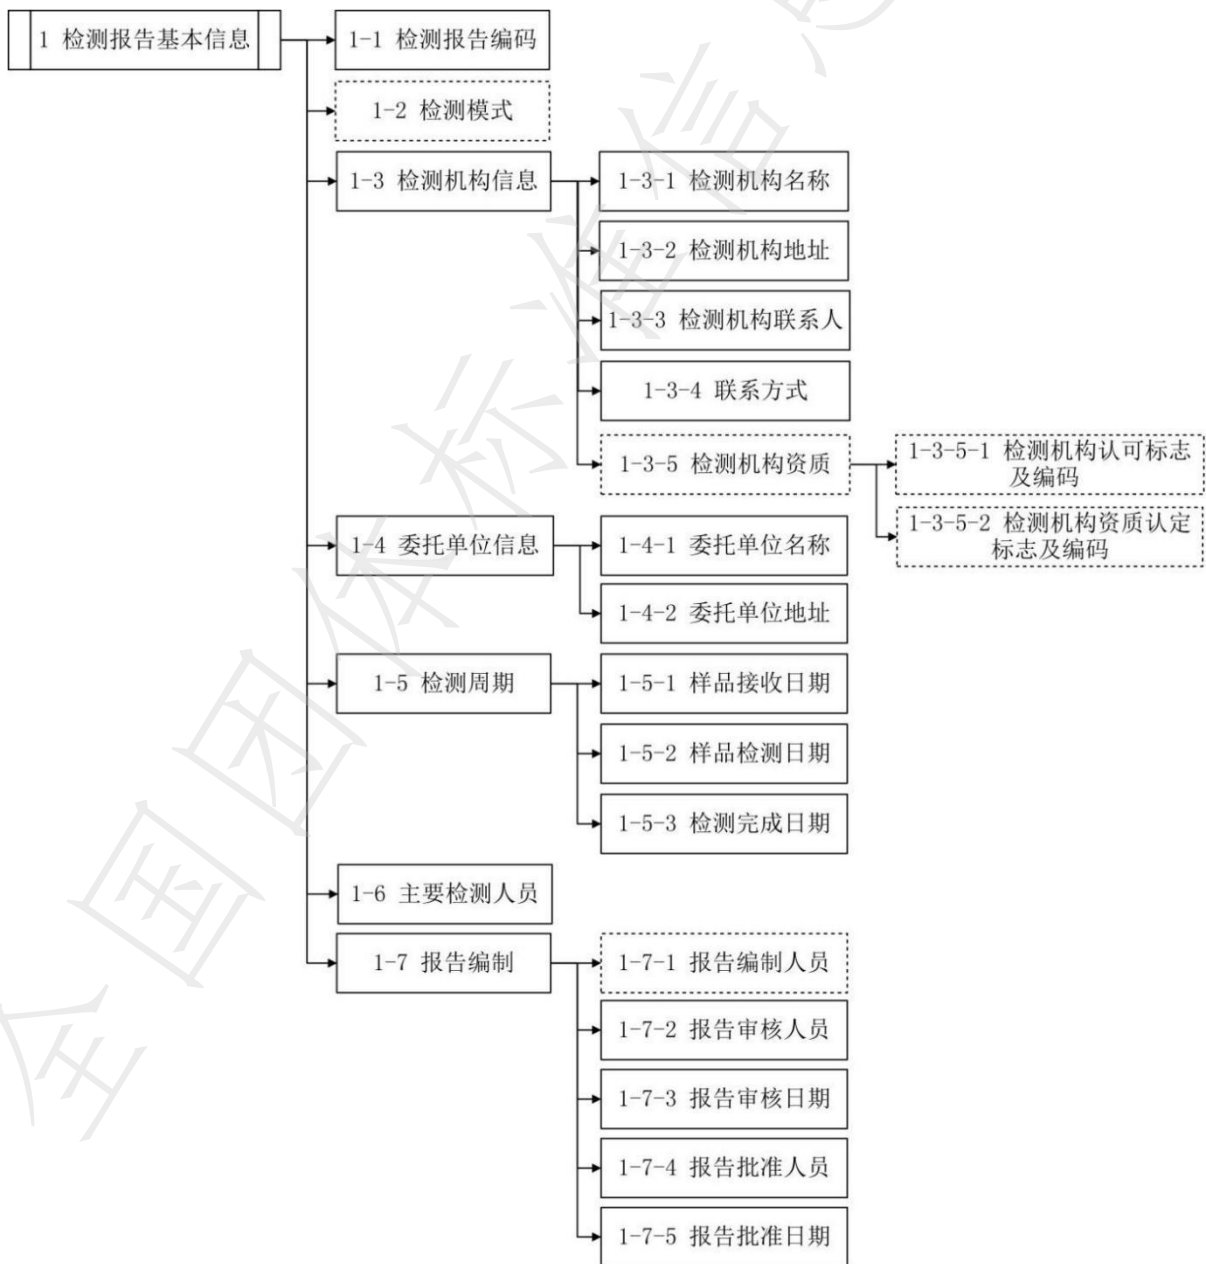 1 检测报告基本信息
1-1 检测报告编码
1-2 检测模式
1-3 检测机构信息
1-3-1 检测机构名称
1-3-2 检测机构地址
1-3-3 检测机构联系人
1-3-4 联系方式
1-3-5 检测机构资质
1-3-5-1 检测机构认可标志
及编码
1-3-5-2 检测机构资质认定
标志及编码
1-4 委托单位信息
1-4-1 委托单位名称
1-4-2 委托单位地址
1-5 检测周期
1-5-1 样品接收日期
1-5-2 样品检测日期
1-5-3 检测完成日期
1-6 主要检测人员
1-7 报告编制
1-7-1 报告编制人员
1-7-2 报告审核人员
1-7-3 报告审核日期
1-7-4 报告批准人员
1-7-5 报告批准日期
全国团体标准信